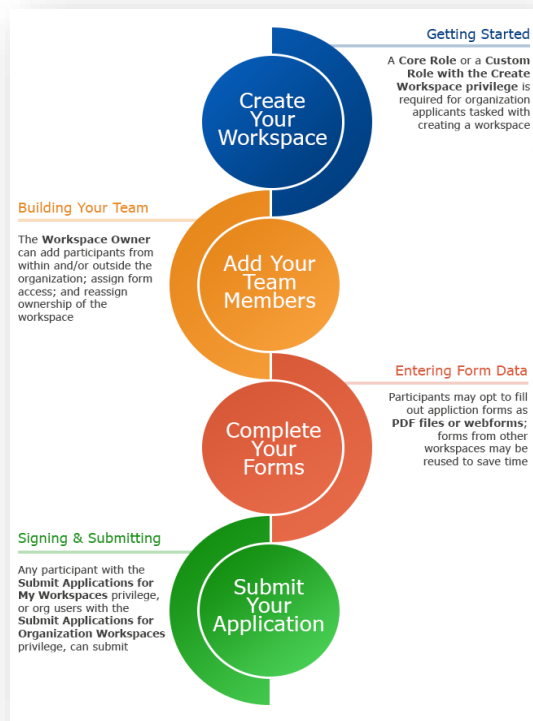 Getting Started
A Core Role or a Custom
Role with the Create
Workspace privilege is
required for organization
applicants tasked with
creating a workspace
Create
Your
Workspace
Building Your Team
The Workspace Owner
can add participants from
within and/or outside the
organization; assign form
access; and reassign
ownership of the
workspace
Add Your
Team
Members
Entering Form Data
Participants may opt to fill
out appliction forms as
PDF files or webforms;
forms from other
workspaces may be
reused to save time
Complete
Your
Forms
Signing & Submitting
Any participant with the
Submit Applications for
My Workspaces privilege,
or org users with the
Submit Applications for
Organization Workspaces
privilege, can submit
Submit
Your
Application